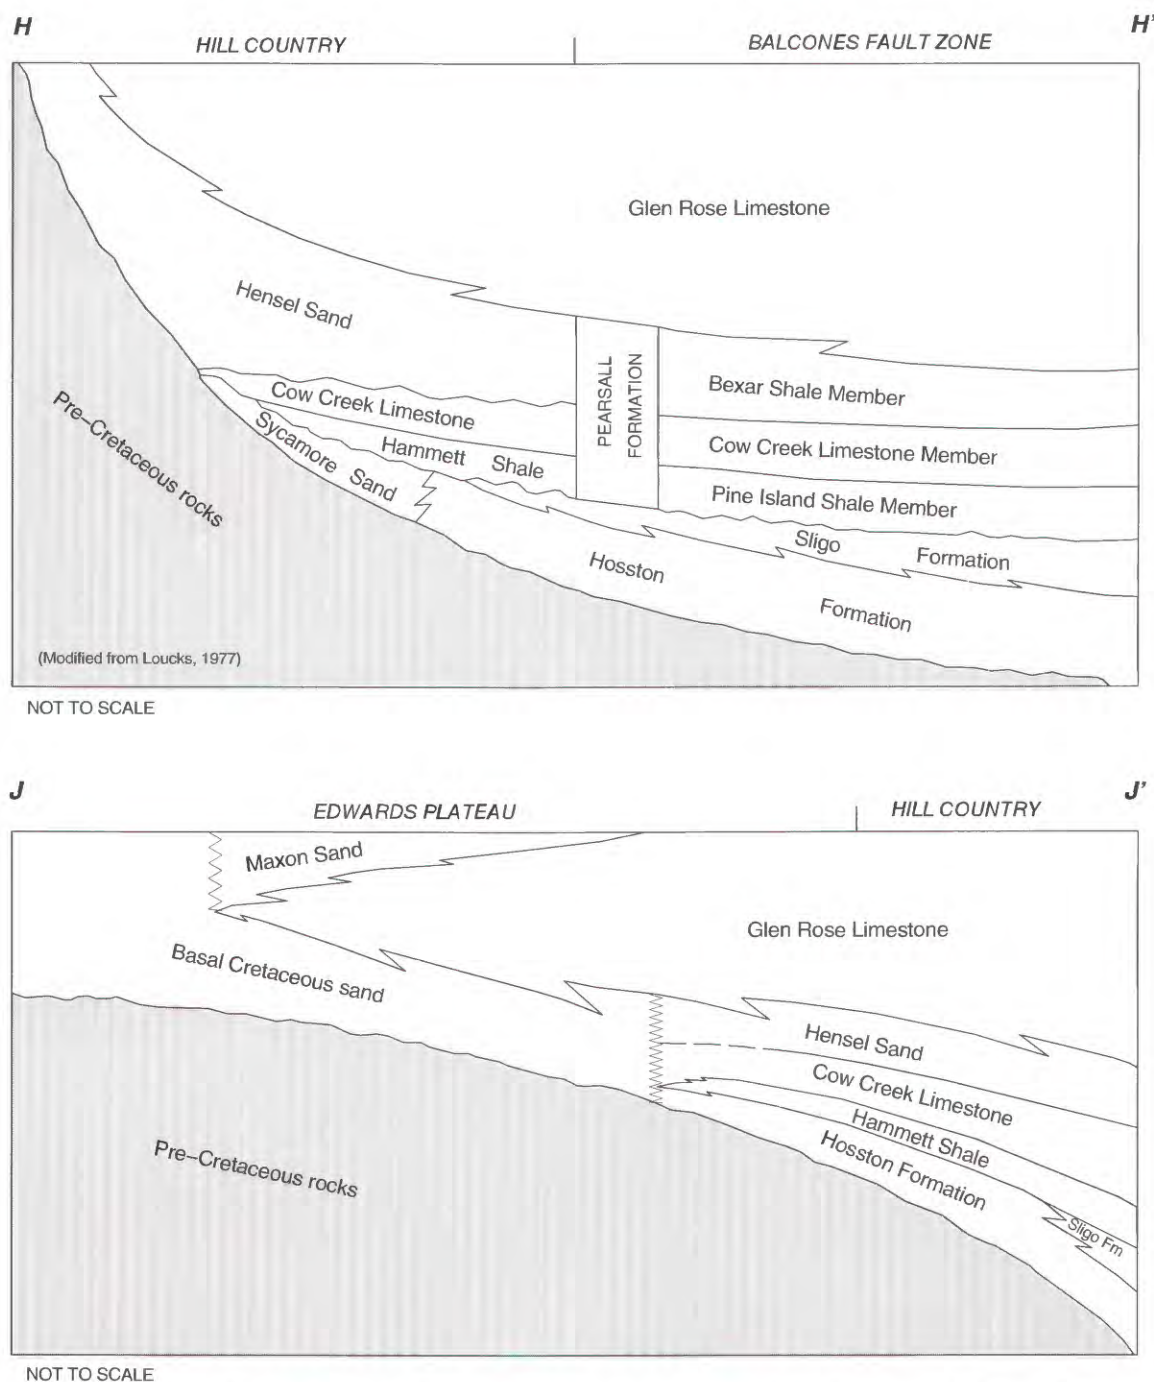 H H'
HILL COUNTRY BALCONES FAULT ZONE
Glen Rose Limestone
Hensel Sand
PEARSALL
FORMATION
Bexar Shale Member
Cow Creek Limestone
Cow Creek Limestone Member
Pre–Cretaceous rocks
Sycamore Sand
Hammett Shale
Pine Island Shale Member
Sligo Formation
Hosston Formation
(Modified from Loucks, 1977)
NOT TO SCALE
J J'
EDWARDS PLATEAU HILL COUNTRY
Maxon Sand
Glen Rose Limestone
Basal Cretaceous sand
Hensel Sand
Cow Creek Limestone
Hammett Shale
Hosston Formation
Pre–Cretaceous rocks
Sligo Fm
NOT TO SCALE